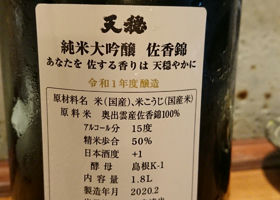 天穏
純米大吟醸 佐香錦
あなたを 佐する香りは 天穏やかに
令和1年度醸造
原材料名 米(国産)、米こうじ(国産米)
原料米 奥出雲産佐香錦100%
アルコール分 15度
精米歩合 50%
日本酒度 +1
酵母 島根K-1
内容量 1.8L
製造年月 2020.2